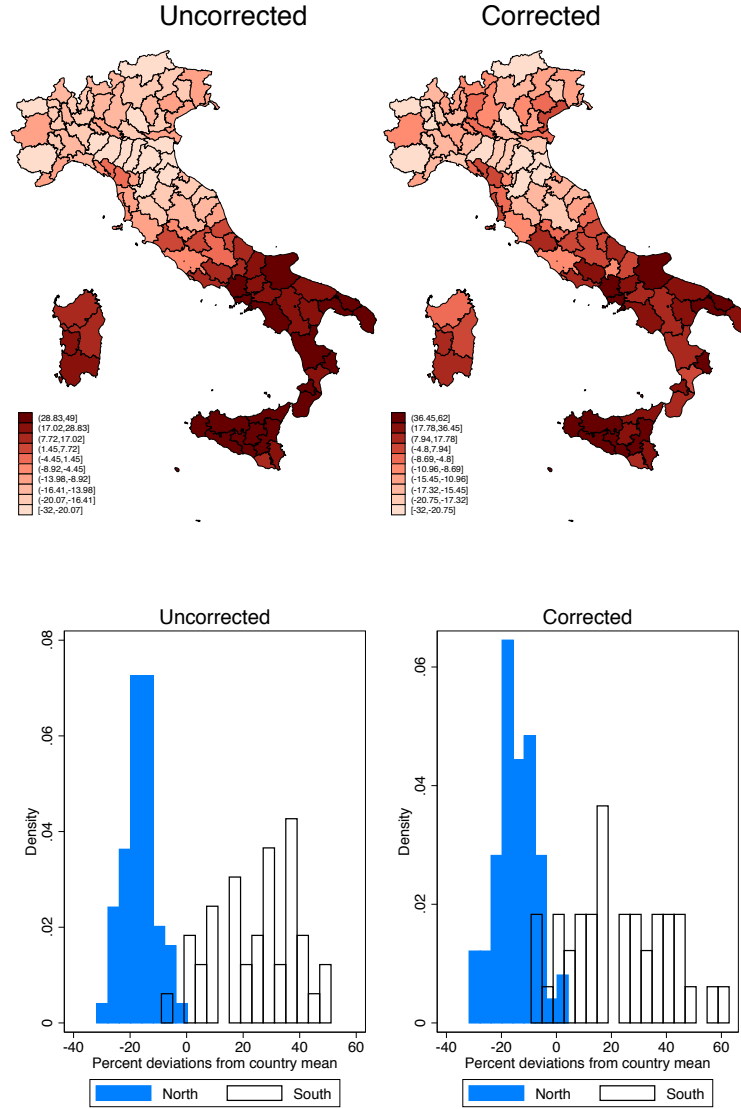 Uncorrected
Corrected
(28.83,49]
(17.02,28.83]
(7.72,17.02]
(1.45,7.72]
(-4.45,1.45]
(-8.92,-4.45]
(-13.98,-8.92]
(-16.41,-13.98]
(-20.07,-16.41]
[-32,-20.07]
(36.45,62]
(17.78,36.45]
(7.94,17.78]
(-4.8,7.94]
(-8.69,-4.8]
(-10.96,-8.69]
(-15.45,-10.96]
(-17.32,-15.45]
(-20.75,-17.32]
[-32,-20.75]
Uncorrected
.08
.06
.04
.02
0
Density
-40 -20 0 20 40 60
Percent deviations from country mean
North South
Corrected
.06
.04
.02
0
Density
-40 -20 0 20 40 60
Percent deviations from country mean
North South